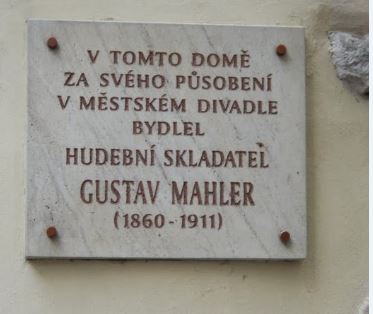 V TOMTO DOMĚ
ZA SVÉHO PŮSOBENÍ
V MĚSTSKÉM DIVADLE
BYDLEL
HUDEBNÍ SKLADATEL
GUSTAV MAHLER
(1860-1911)